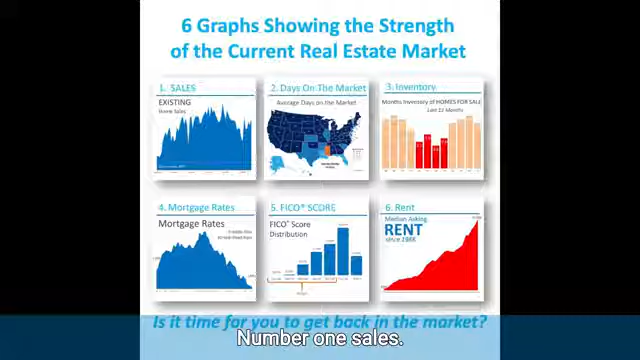 6 Graphs Showing the Strength
of the Current Real Estate Market
1. SALES
EXISTING
Home Sales
2. Days On The Market
Average Days on the Market
3. Inventory
Months Inventory of HOMES FOR SALE
Last 12 Months
4. Mortgage Rates
Mortgage Rates
5. FICO® SCORE
FICO® Score
Distribution
6. Rent
Median Asking
RENT
since 1988
Is it time for you to get back in the market?
Number one sales.